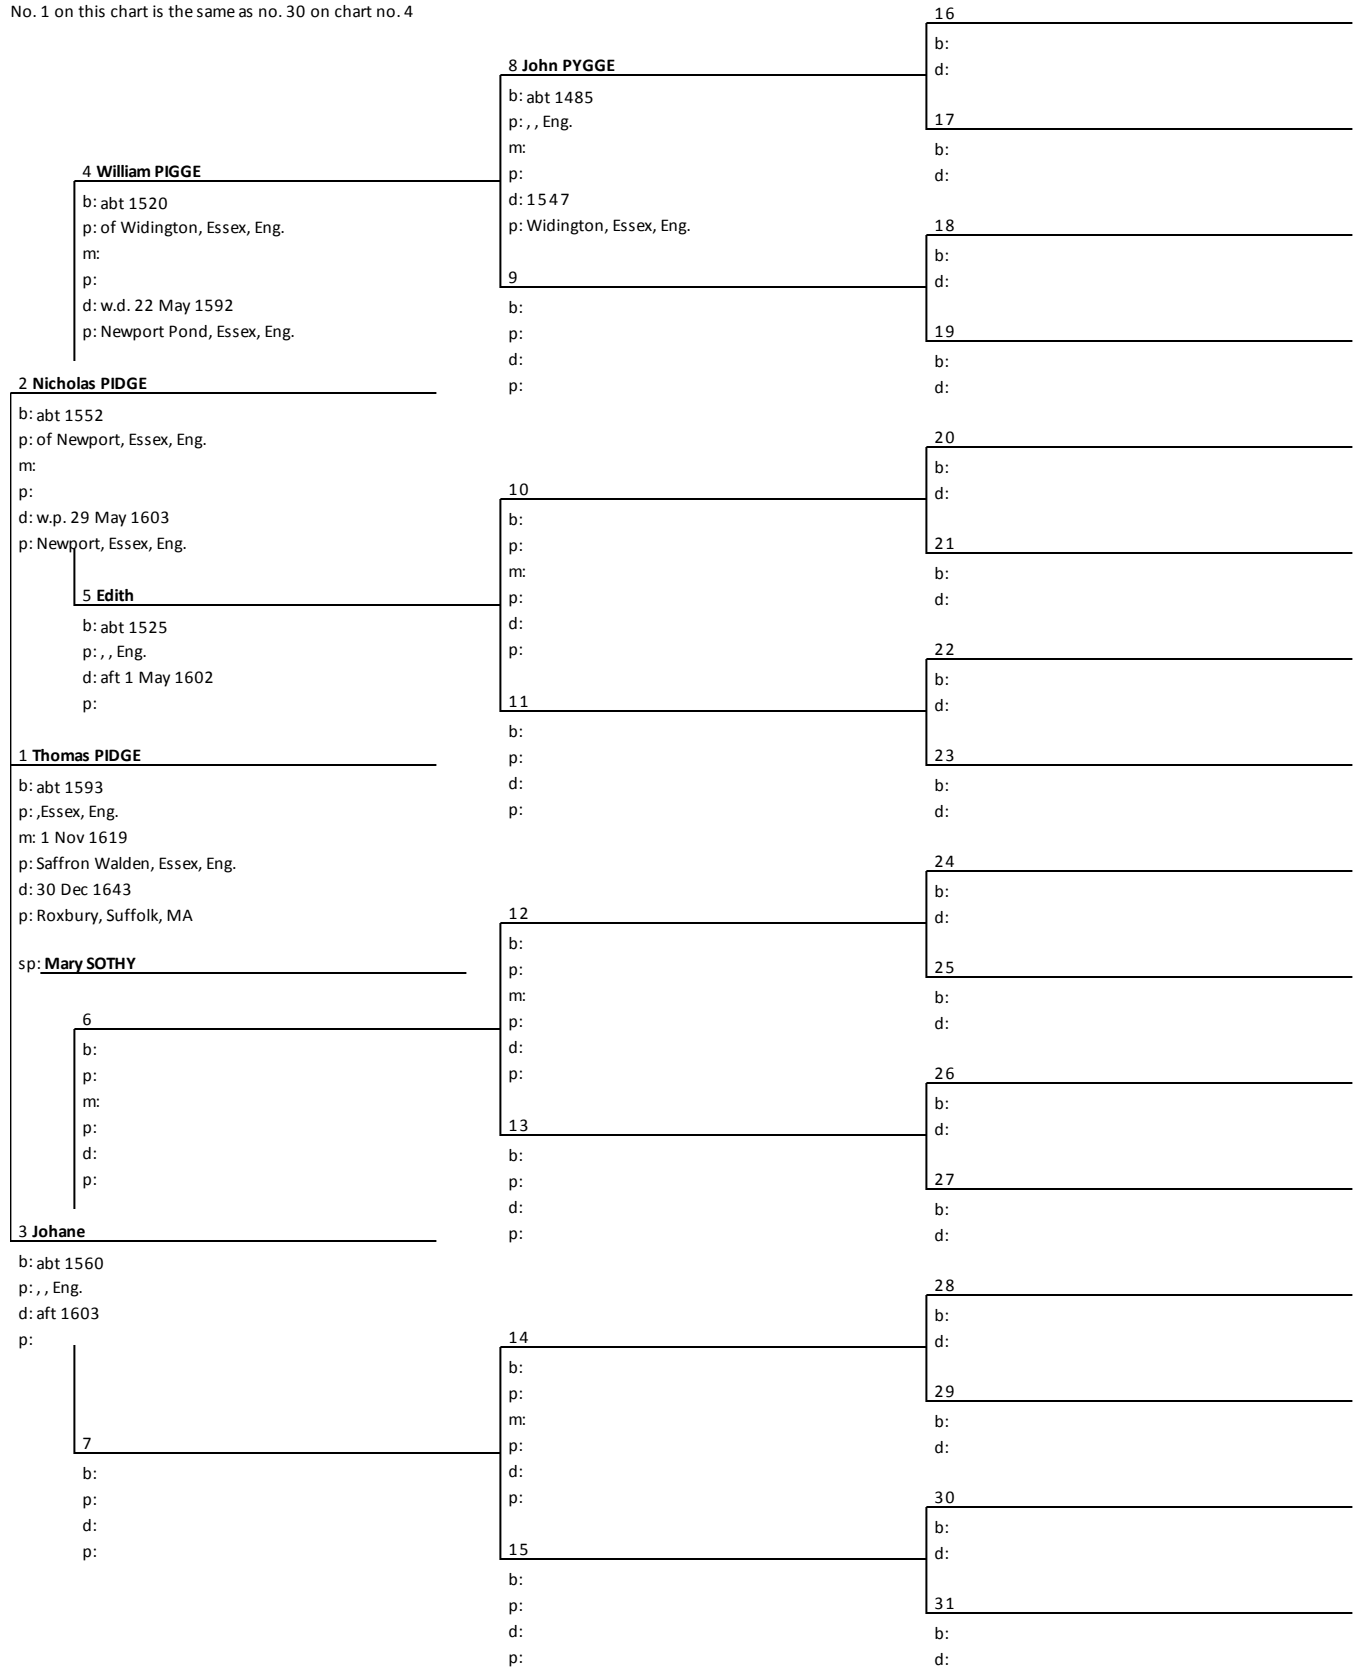 No. 1 on this chart is the same as no. 30 on chart no. 4
16
b:
d:
8 John PYGGE
b: abt 1485
p: , , Eng.
m:
p:
d: 1547
p: Widington, Essex, Eng.
17
b:
d:
4 William PIGGE
b: abt 1520
p: of Widington, Essex, Eng.
m:
p:
d: w.d. 22 May 1592
p: Newport Pond, Essex, Eng.
18
b:
d:
9
b:
p:
d:
p:
19
b:
d:
2 Nicholas PIDGE
b: abt 1552
p: of Newport, Essex, Eng.
m:
p:
d: w.p. 29 May 1603
p: Newport, Essex, Eng.
20
b:
d:
10
b:
p:
m:
p:
d:
p:
21
b:
d:
5 Edith
b: abt 1525
p: , , Eng.
d: aft 1 May 1602
p:
22
b:
d:
11
b:
p:
d:
p:
23
b:
d:
1 Thomas PIDGE
b: abt 1593
p: ,Essex, Eng.
m: 1 Nov 1619
p: Saffron Walden, Essex, Eng.
d: 30 Dec 1643
p: Roxbury, Suffolk, MA
sp: Mary SOTHY
24
b:
d:
12
b:
p:
m:
p:
d:
p:
25
b:
d:
6
b:
p:
m:
p:
d:
p:
26
b:
d:
13
b:
p:
d:
p:
27
b:
d:
3 Johane
b: abt 1560
p: , , Eng.
d: aft 1603
p:
28
b:
d:
14
b:
p:
m:
p:
d:
p:
29
b:
d:
7
b:
p:
d:
p:
30
b:
d:
15
b:
p:
d:
p:
31
b:
d: